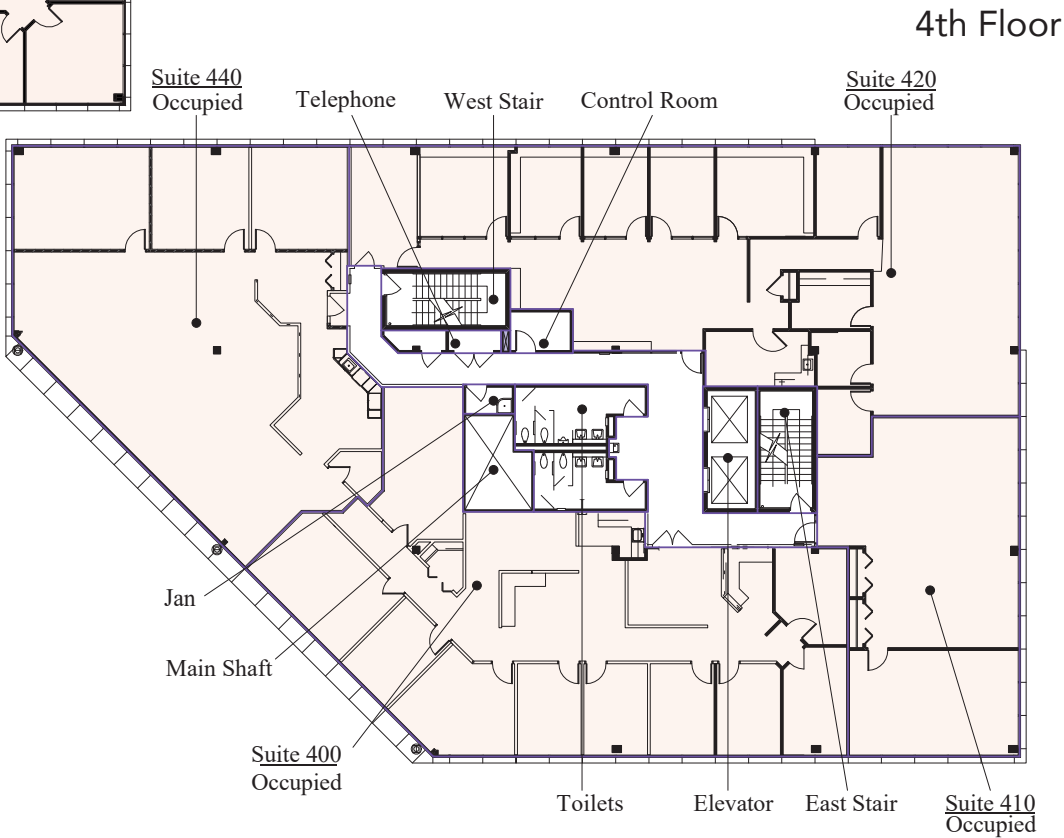 4th Floor
Suite 440
Occupied
Telephone
West Stair
Control Room
Suite 420
Occupied
Jan
Main Shaft
Suite 400
Occupied
Toilets
Elevator
East Stair
Suite 410
Occupied